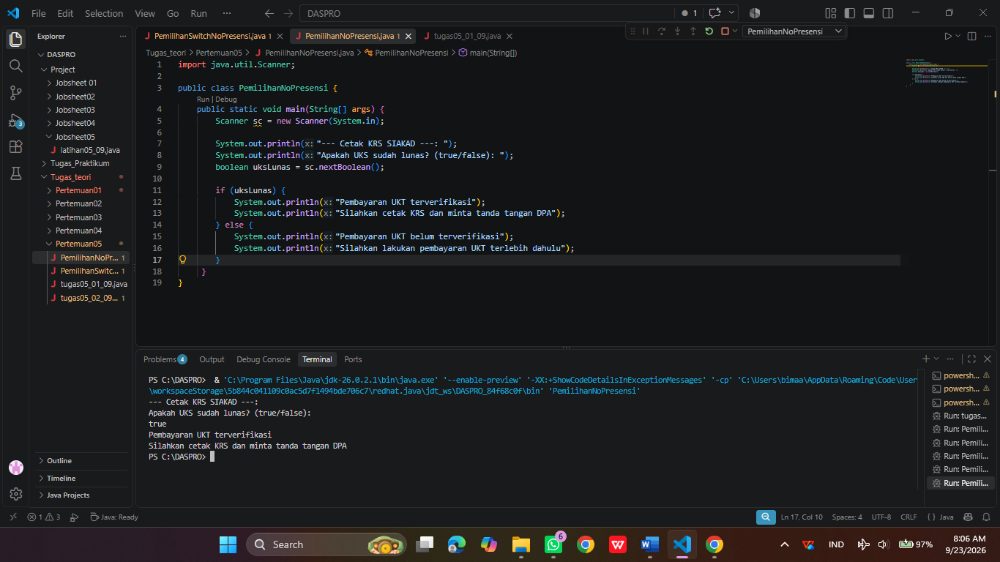 File Edit Selection View Go Run ··· DASPRO 1
Explorer ···
DASPRO
Project
Jobsheet 01
Jobsheet02
Jobsheet03
Jobsheet04
Jobsheet05
latihan05_09.java
Tugas_Praktikum
Tugas_teori
Pertemuan01
Pertemuan02
Pertemuan03
Pertemuan04
Pertemuan05
PemilihanNoPr... 1
PemilihanSwitc... 1
tugas05_01_09.java
tugas05_02_09... 1
3
Outline
Timeline
Java Projects
PemilihanSwitchNoPresensi.java 1 PemilihanNoPresensi.java 1 tugas05_01_09.java
PemilihanNoPresensi
Tugas_teori > Pertemuan05 > PemilihanNoPresensi.java > PemilihanNoPresensi > main(String[])
1 import java.util.Scanner;
2
3 public class PemilihanNoPresensi {
Run | Debug
4 public static void main(String[] args) {
5 Scanner sc = new Scanner(System.in);
6
7 System.out.println(x: "--- Cetak KRS SIAKAD ---: ");
8 System.out.println(x: "Apakah UKS sudah lunas? (true/false): ");
9 boolean uksLunas = sc.nextBoolean();
10
11 if (uksLunas) {
12 System.out.println(x: "Pembayaran UKT terverifikasi");
13 System.out.println(x: "Silahkan cetak KRS dan minta tanda tangan DPA");
14 } else {
15 System.out.println(x: "Pembayaran UKT belum terverifikasi");
16 System.out.println(x: "Silahkan lakukan pembayaran UKT terlebih dahulu");
17 }
18 }
19 }
Problems 4 Output Debug Console Terminal Ports
PS C:\DASPRO> & 'C:\Program Files\Java\jdk-26.0.2.1\bin\java.exe' '--enable-preview' '-XX:+ShowCodeDetailsInExceptionMessages' '-cp' 'C:\Users\bimaa\AppData\Roaming\Code\User
\workspaceStorage\5b844c041109c0ac5d7f1494bde706c7\redhat.java\jdt_ws\DASPRO_84f68c0f\bin' 'PemilihanNoPresensi'
--- Cetak KRS SIAKAD ---:
Apakah UKS sudah lunas? (true/false):
true
Pembayaran UKT terverifikasi
Silahkan cetak KRS dan minta tanda tangan DPA
PS C:\DASPRO>
powersh...
powersh...
powersh...
Run: tugas...
Run: Pemili...
Run: Pemili...
Run: Pemili...
Run: Pemili...
Run: Pemili...
1 3 Java: Ready Ln 17, Col 10 Spaces: 4 UTF-8 CRLF { } Java
Search 6 IND 97% 8:06 AM
9/23/2026